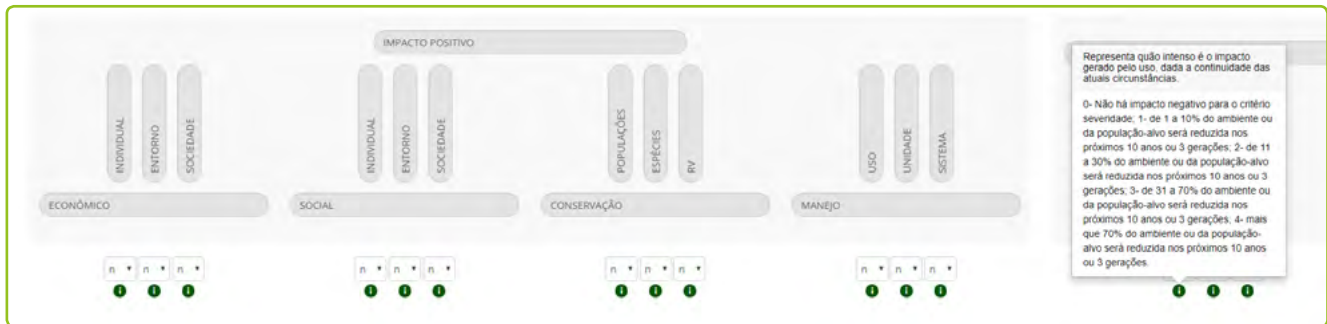 IMPACTO POSITIVO
INDIVIDUAL
ENTORNO
SOCIEDADE
INDIVIDUAL
ENTORNO
SOCIEDADE
POPULAÇÕES
ESPÉCIES
RV
USO
UNIDADE
SISTEMA
ECONÔMICO
SOCIAL
CONSERVAÇÃO
MANEJO
n n n
n n n
n n n
n n n
Representa quão intenso é o impacto
gerado pelo uso, dada a continuidade das
atuais circunstâncias.
0- Não há impacto negativo para o critério
severidade; 1- de 1 a 10% do ambiente ou
da população-alvo será reduzida nos
próximos 10 anos ou 3 gerações; 2- de 11
a 30% do ambiente ou da população-alvo
será reduzida nos próximos 10 anos ou 3
gerações; 3- de 31 a 70% do ambiente ou
da população-alvo será reduzida nos
próximos 10 anos ou 3 gerações; 4- mais
que 70% do ambiente ou da população-
alvo será reduzida nos próximos 10 anos
ou 3 gerações.